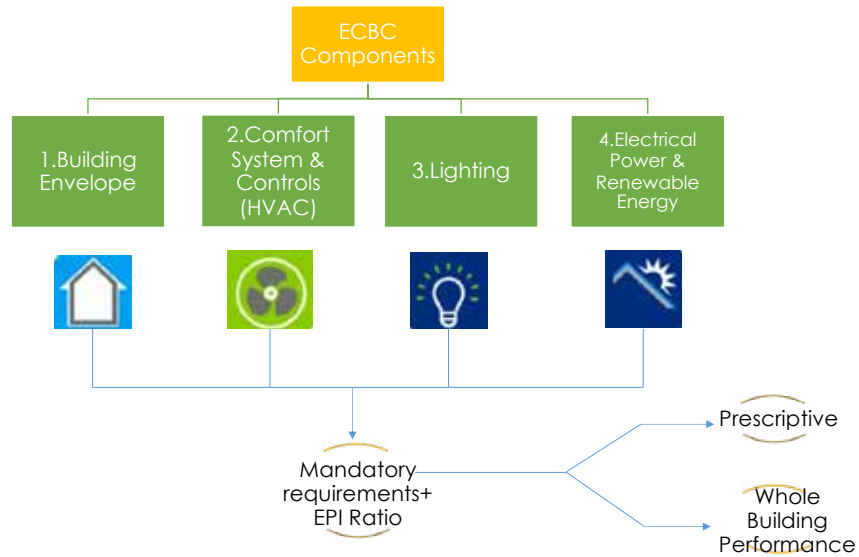 ECBC
Components
1.Building
Envelope
2.Comfort
System &
Controls
(HVAC)
3.Lighting
4.Electrical
Power &
Renewable
Energy
Mandatory
requirements+
EPI Ratio
Prescriptive
Whole
Building
Performance